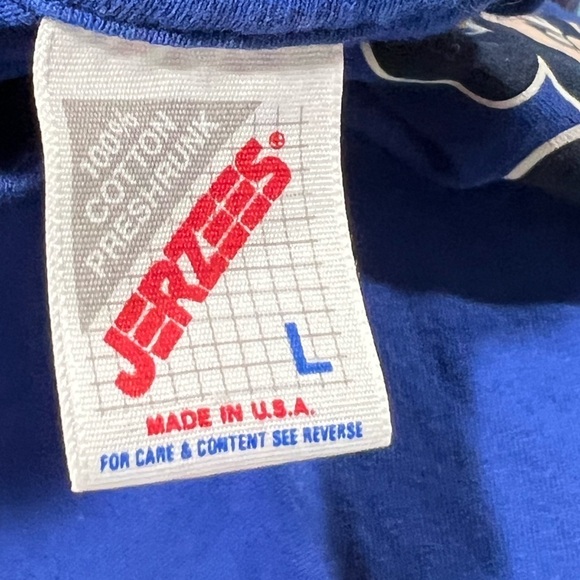 100%
COTTON
PRESHRUNK
JERZEES®
L
MADE IN U.S.A.
FOR CARE & CONTENT SEE REVERSE